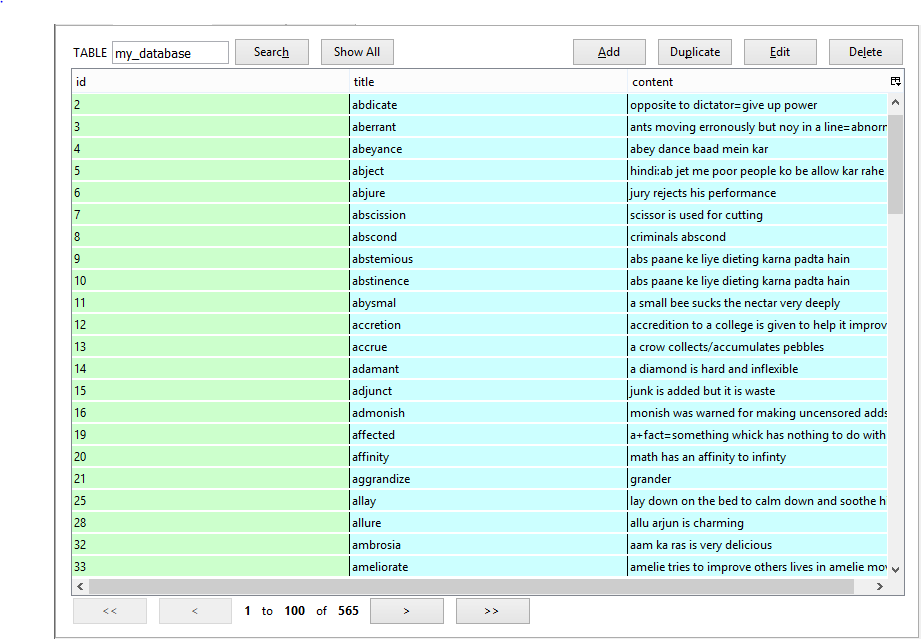 TABLE my_database Search Show All Add Duplicate Edit Delete
id title content
2 abdicate opposite to dictator=give up power
3 aberrant ants moving erronously but noy in a line=abnorm
4 abeyance abey dance baad mein kar
5 abject hindi:ab jet me poor people ko be allow kar rahe
6 abjure jury rejects his performance
7 abscission scissor is used for cutting
8 abscond criminals abscond
9 abstemious abs paane ke liye dieting karna padta hain
10 abstinence abs paane ke liye dieting karna padta hain
11 abysmal a small bee sucks the nectar very deeply
12 accretion accredition to a college is given to help it improv
13 accrue a crow collects/accumulates pebbles
14 adamant a diamond is hard and inflexible
15 adjunct junk is added but it is waste
16 admonish monish was warned for making uncensored adds
19 affected a+fact=something whick has nothing to do with
20 affinity math has an affinity to infinty
21 aggrandize grander
25 allay lay down on the bed to calm down and soothe h
28 allure allu arjun is charming
32 ambrosia aam ka ras is very delicious
33 ameliorate amelie tries to improve others lives in amelie mov
<< < 1 to 100 of 565 > >>